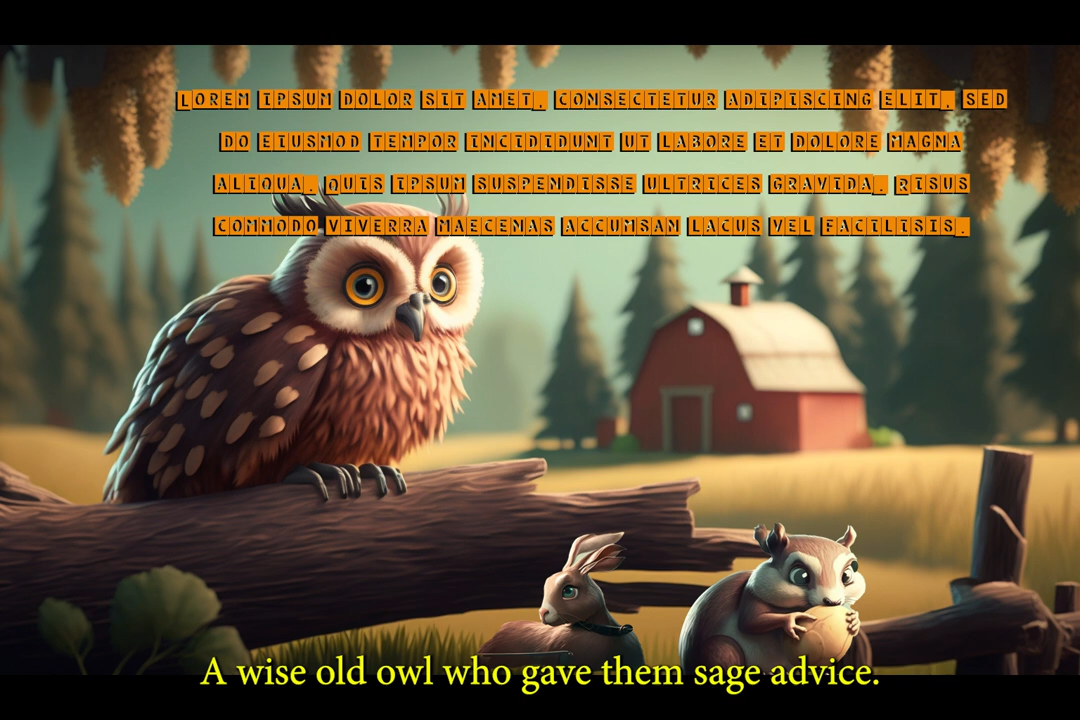 LOREM IPSUM DOLOR SIT AMET, CONSECTETUR ADIPISCING ELIT, SED
DO EIUSMOD TEMPOR INCIDIDUNT UT LABORE ET DOLORE MAGNA
ALIQUA. QUIS IPSUM SUSPENDISSE ULTRICES GRAVIDA. RISUS
COMMODO VIVERRA MAECENAS ACCUMSAN LACUS VEL FACILISIS.
A wise old owl who gave them sage advice.